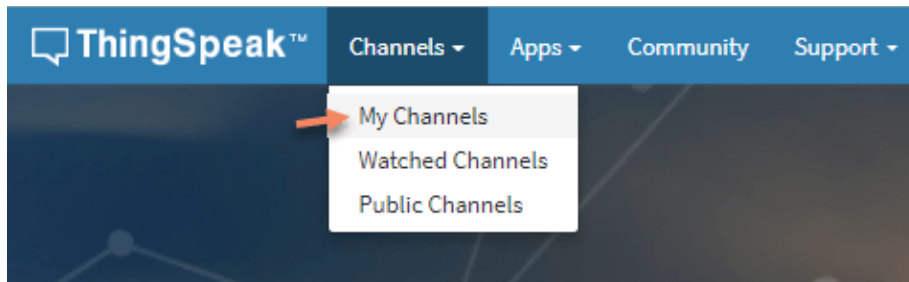 ThingSpeak™ Channels Apps Community Support
My Channels
Watched Channels
Public Channels